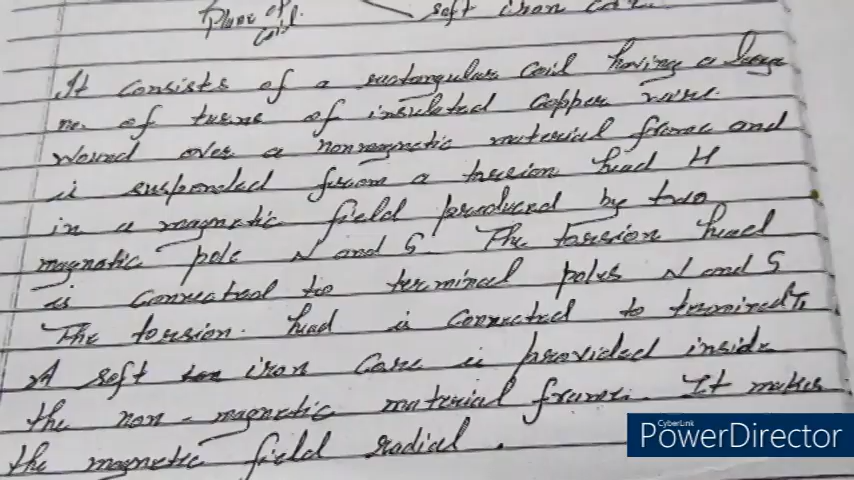 Plane of
coil.
soft iron core.
It consists of a rectangular coil having a large
no. of turns of insulated copper wire.
wound over a nonmagnetic material frame and
is suspended from a torsion head H
in a magnetic field produced by two
magnetic pole N and S. The torsion head
is connected to terminal poles N and S
The torsion. head is connected to terminal T1
A soft iron core is provided inside
the non-magnetic material frame. It makes
the magnetic field radial.
CyberLink
PowerDirector